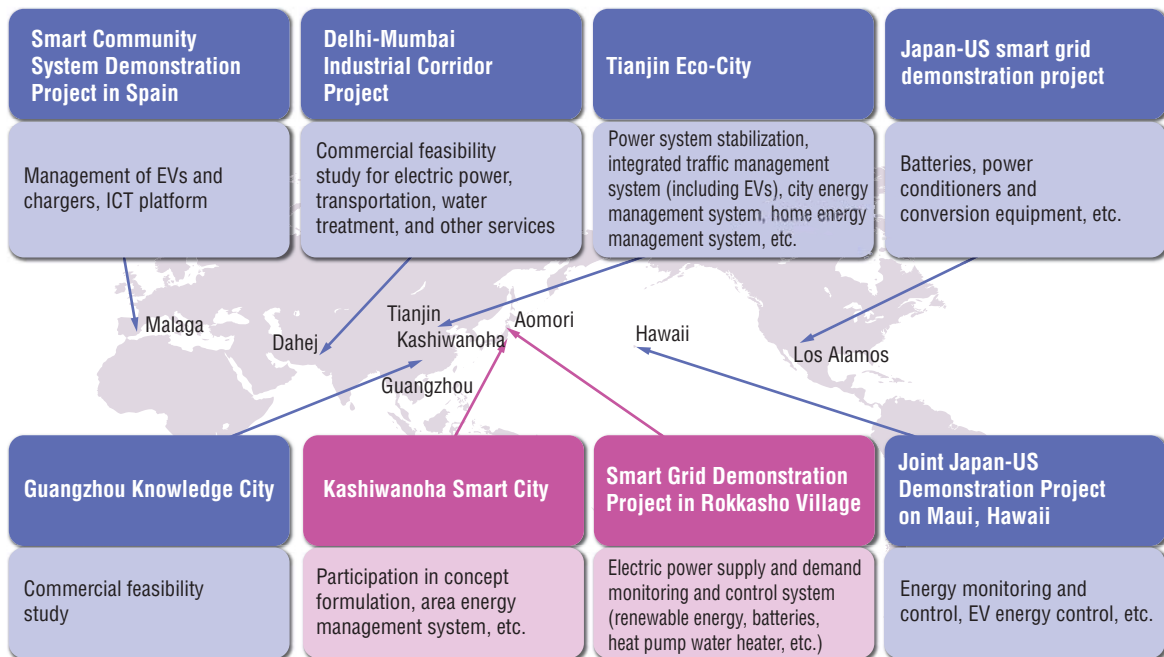 Smart Community
System Demonstration
Project in Spain
Management of EVs and
chargers, ICT platform
Delhi-Mumbai
Industrial Corridor
Project
Commercial feasibility
study for electric power,
transportation, water
treatment, and other services
Tianjin Eco-City
Power system stabilization,
integrated traffic management
system (including EVs), city energy
management system, home energy
management system, etc.
Japan-US smart grid
demonstration project
Batteries, power
conditioners and
conversion equipment, etc.
Malaga
Dahej
Tianjin
Kashiwanoha
Guangzhou
Aomori
Hawaii
Los Alamos
Guangzhou Knowledge City
Commercial feasibility
study
Kashiwanoha Smart City
Participation in concept
formulation, area energy
management system, etc.
Smart Grid Demonstration
Project in Rokkasho Village
Electric power supply and demand
monitoring and control system
(renewable energy, batteries,
heat pump water heater, etc.)
Joint Japan-US
Demonstration Project
on Maui, Hawaii
Energy monitoring and
control, EV energy control, etc.